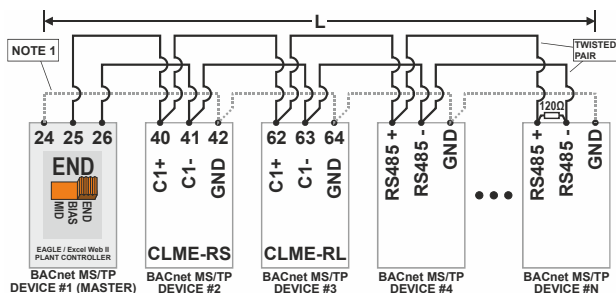 L
NOTE 1
TWISTED
PAIR
24 25 26
40 41 42
62 63 64
120Ω
END
MID
BIAS
END
EAGLE / Excel Web II
PLANT CONTROLLER
C1+
C1-
GND
CLME-RS
C1+
C1-
GND
CLME-RL
RS485 +
RS485 -
GND
RS485 +
RS485 -
GND
BACnet MS/TP
DEVICE #1 (MASTER)
BACnet MS/TP
DEVICE #2
BACnet MS/TP
DEVICE #3
BACnet MS/TP
DEVICE #4
BACnet MS/TP
DEVICE #N